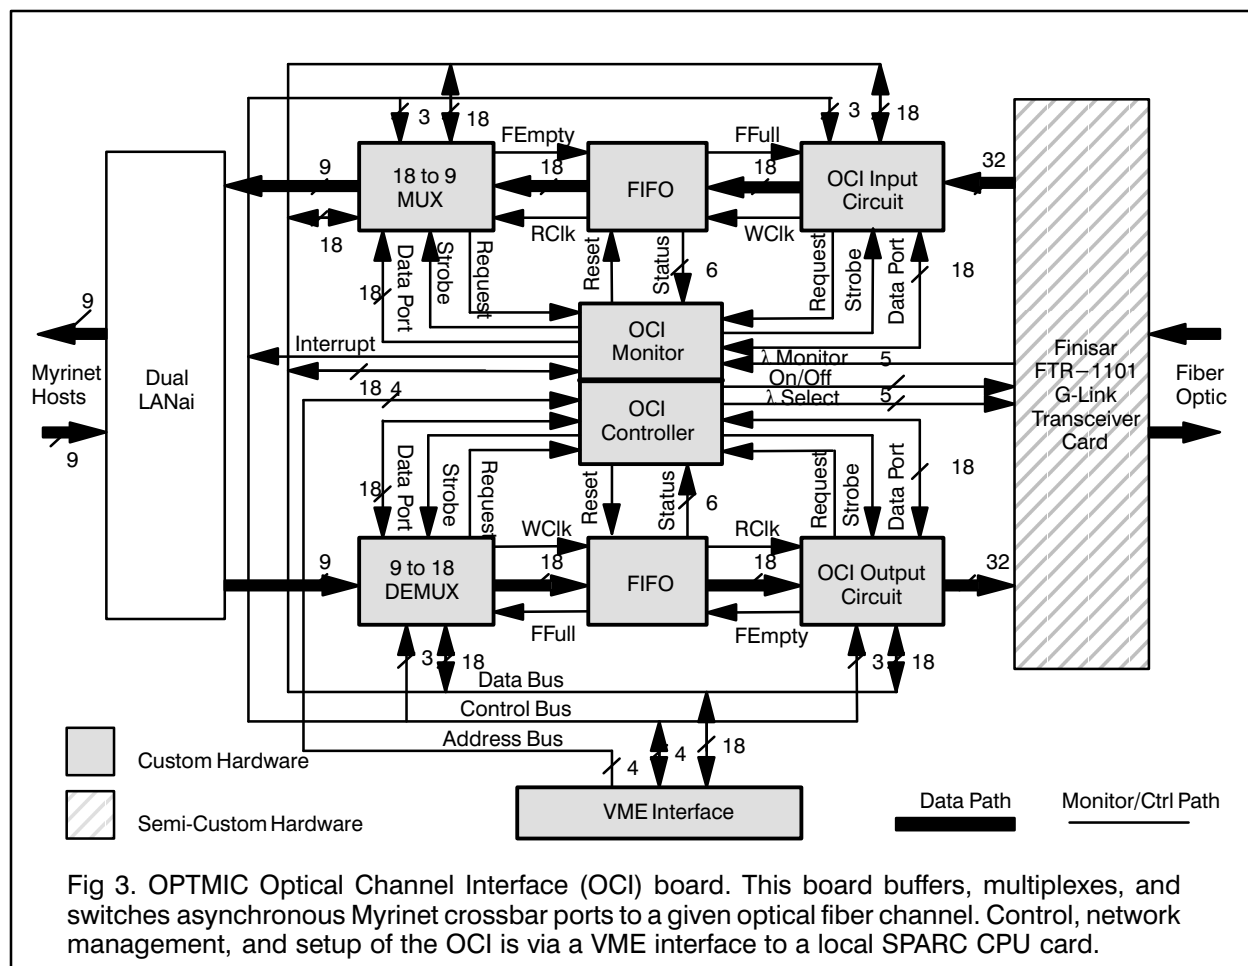 3
18
3
18
FEmpty
FFull
18 to 9
MUX
FIFO
OCI Input
Circuit
9
18
18
32
18
RClk
WClk
Data Port
Strobe
Request
Reset
Status
Request
Strobe
Data Port
18
6
18
OCI
Monitor
Interrupt
λ Monitor
5
On/Off
18
4
λ Select
5
OCI
Controller
9
Myrinet
Hosts
9
Dual
LANai
Finisar
FTR–1101
G-Link
Transceiver
Card
Fiber
Optic
Data Port
Strobe
Request
Reset
Status
Request
Strobe
Data Port
18
6
18
WClk
RClk
9
9 to 18
DEMUX
18
FIFO
18
OCI Output
Circuit
32
FFull
FEmpty
3
18
3
18
Data Bus
Control Bus
Address Bus
4
4
18
VME Interface
Custom Hardware
Semi-Custom Hardware
Data Path
Monitor/Ctrl Path
Fig 3. OPTMIC Optical Channel Interface (OCI) board. This board buffers, multiplexes, and
switches asynchronous Myrinet crossbar ports to a given optical fiber channel. Control, network
management, and setup of the OCI is via a VME interface to a local SPARC CPU card.